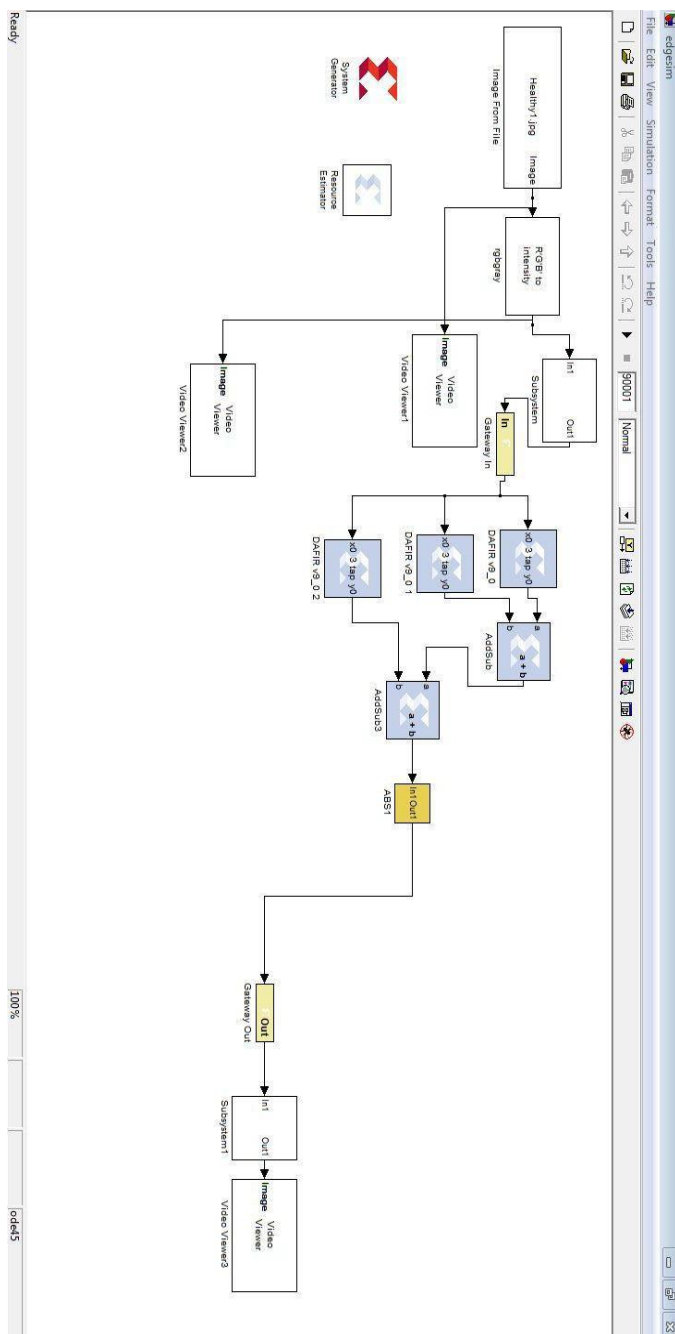 edgesim
File Edit View Simulation Format Tools Help
90001
Normal
Healthy1.jpg
Image
Image From File
R'G'B' to
intensity
rgbgray
In1
Out1
Subsystem
In
Gateway In
x0 3 tap y0
DAFIR v9_0
x0 3 tap y0
DAFIR v9_0 1
x0 3 tap y0
DAFIR v9_0 2
a
b
a + b
AddSub
a
b
a + b
AddSub3
In1 Out1
ABS1
Out
Gateway Out
In1
Out1
Subsystem1
Image
Video
Viewer
Video Viewer3
Image
Video
Viewer
Video Viewer1
Image
Video
Viewer
Video Viewer2
System
Generator
Resource
Estimator
Ready
100%
ode45